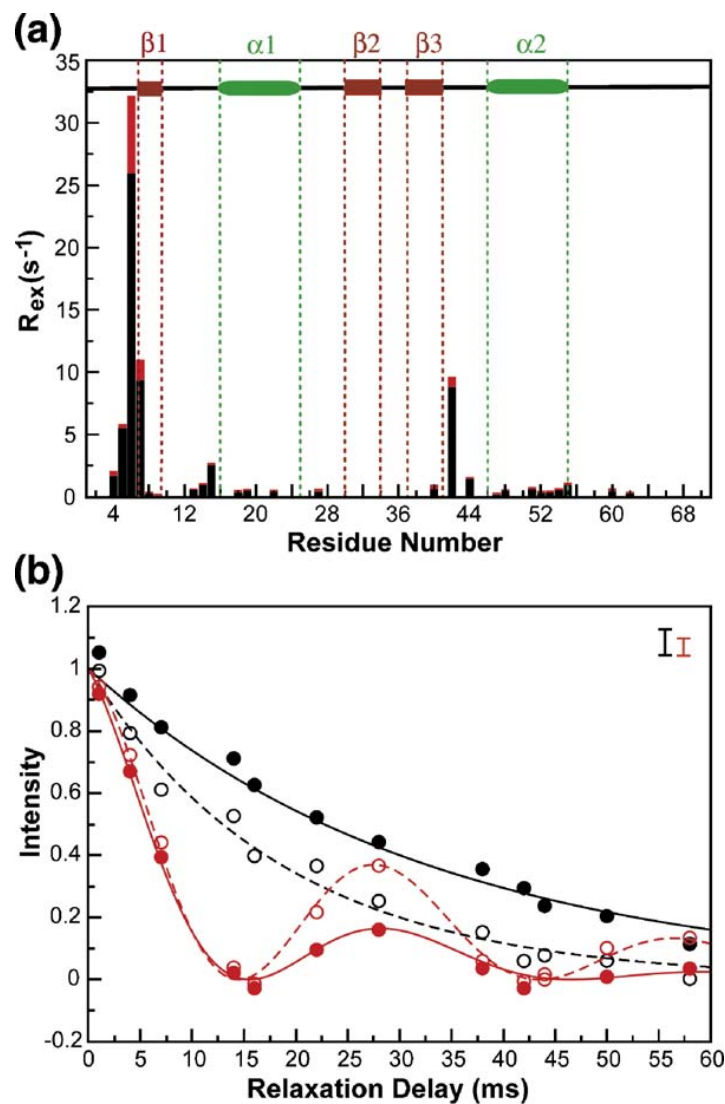 (a)
β1 α1 β2 β3 α2
35
30
25
20
15
10
5
0
Rex(s-1)
4 12 20 28 36 44 52 60 68
Residue Number
(b)
1.2
1
0.8
0.6
0.4
0.2
0
-0.2
Intensity
0 5 10 15 20 25 30 35 40 45 50 55 60
Relaxation Delay (ms)